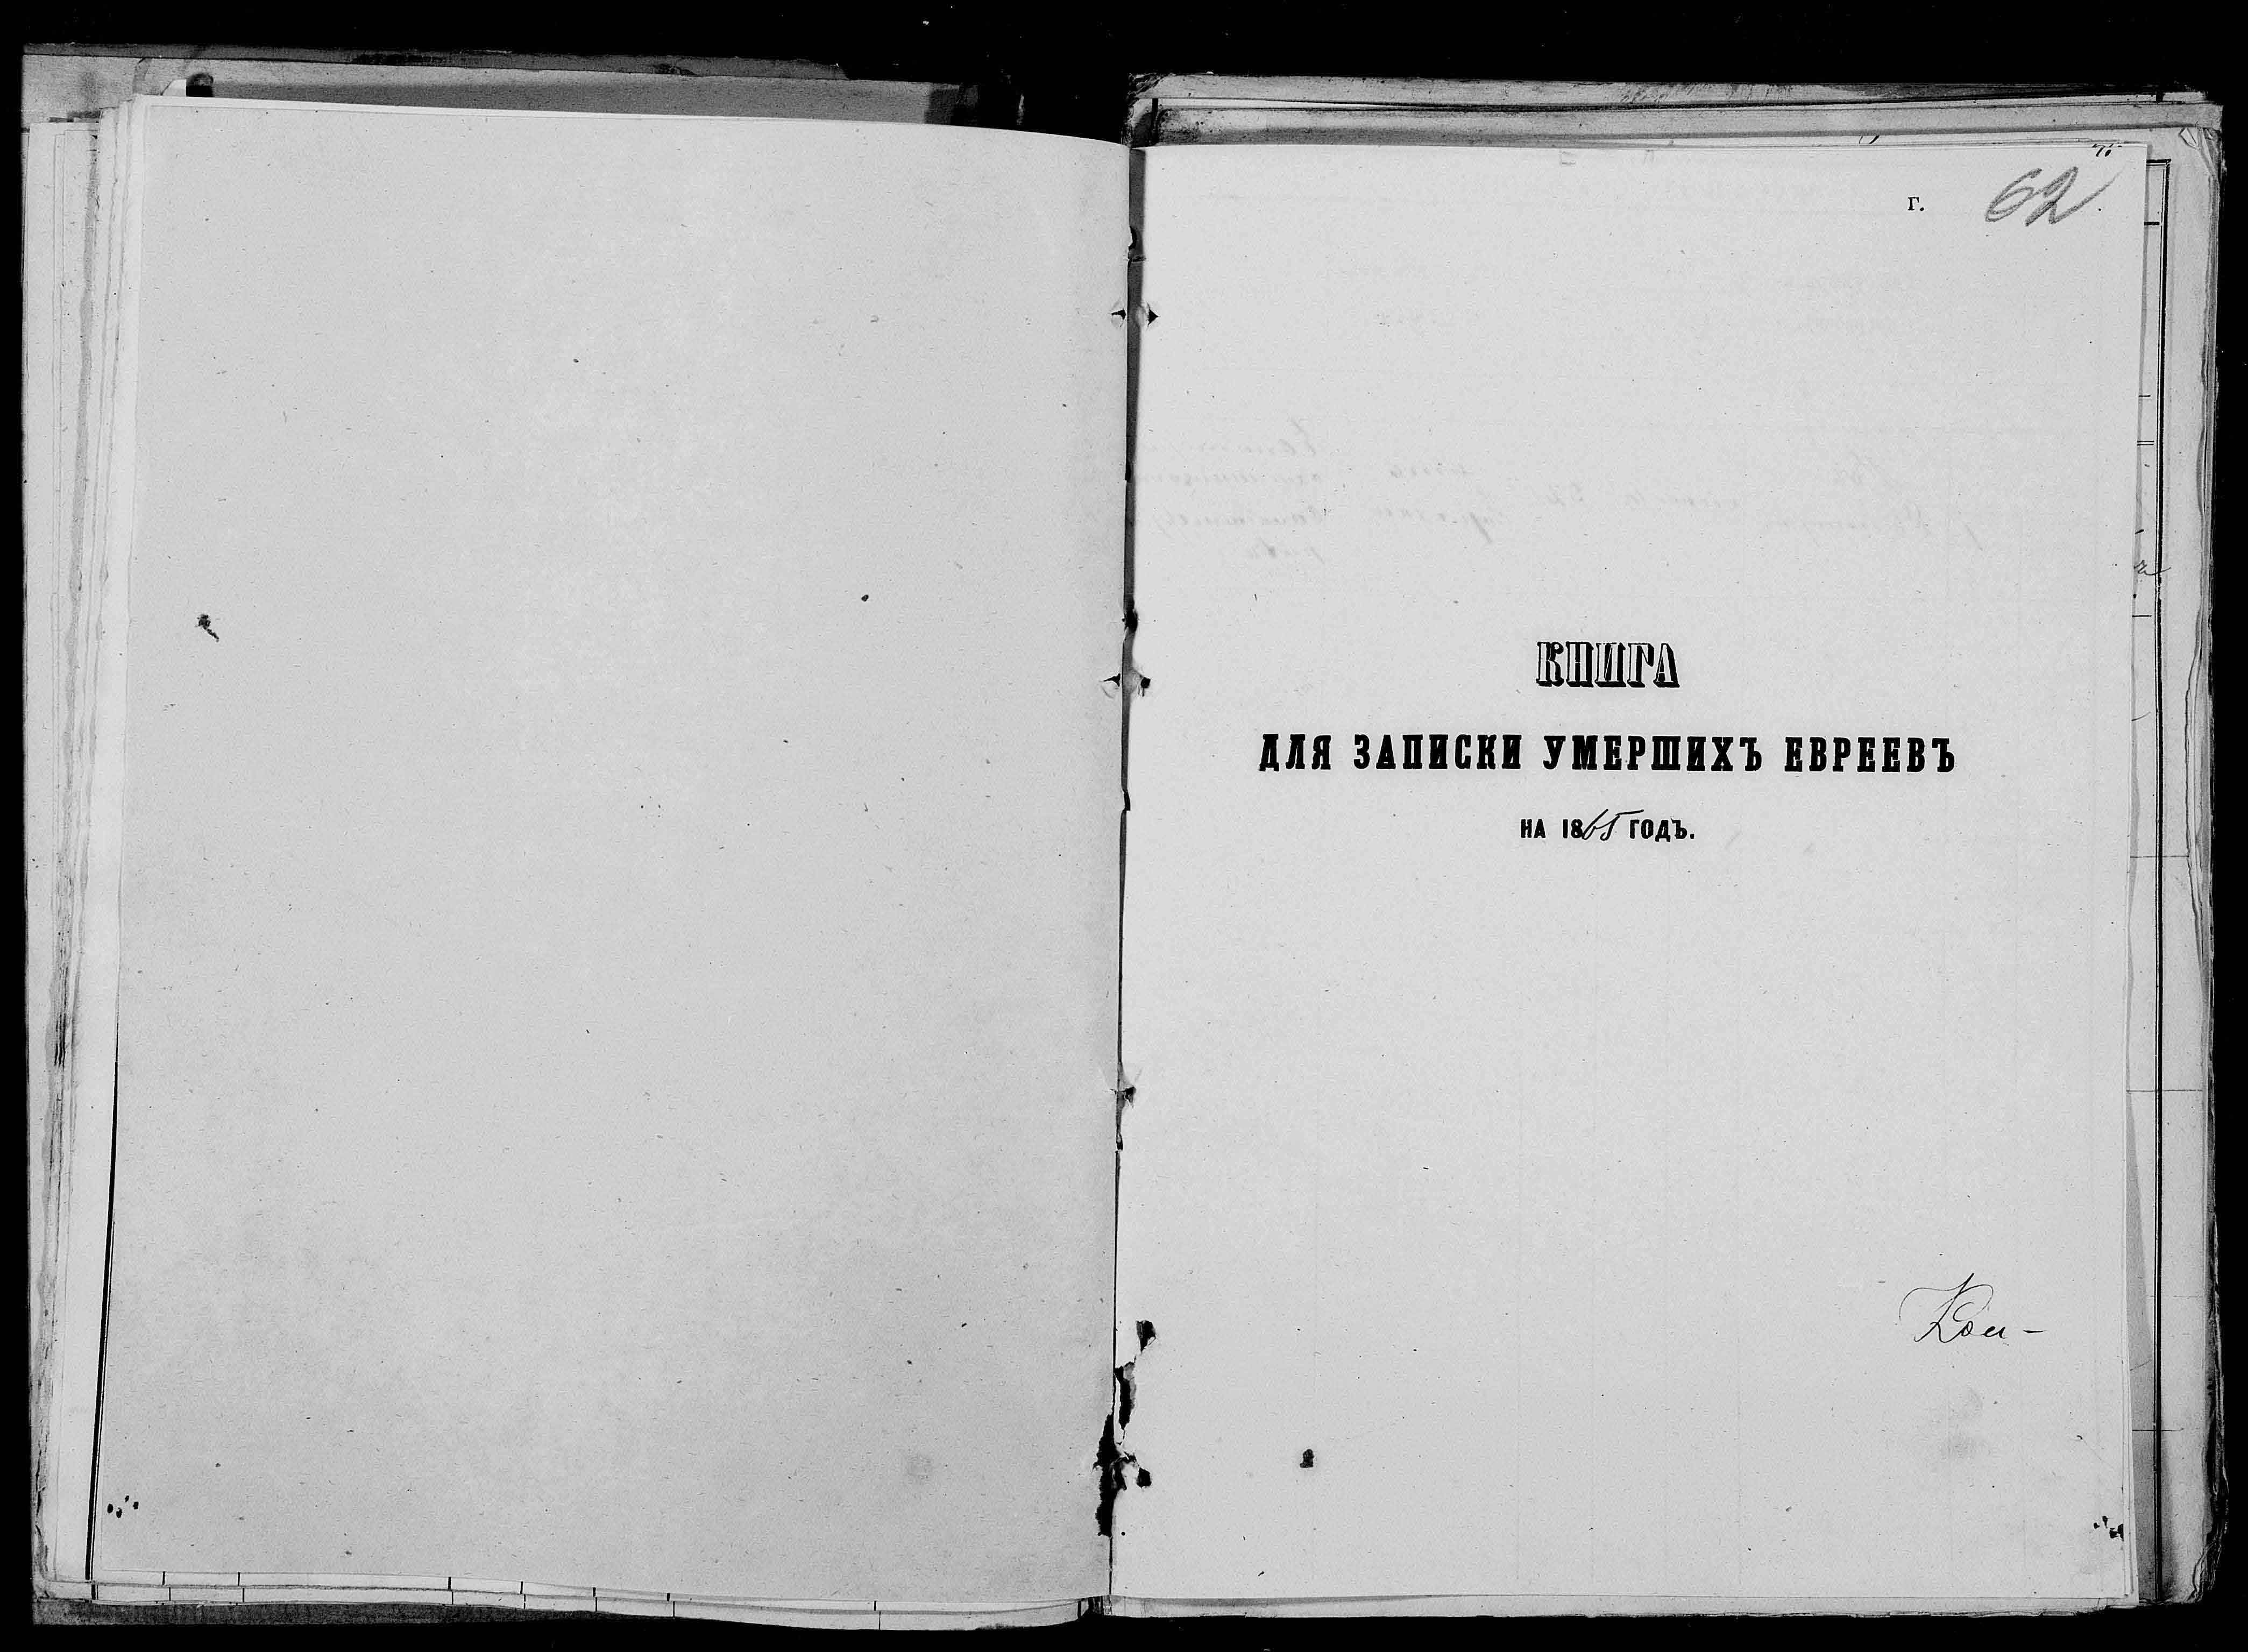 г. 62
КНИГА
ДЛЯ ЗАПИСКИ УМЕРШИХЪ ЕВРЕЕВЪ
НА 1865 ГОДЪ.